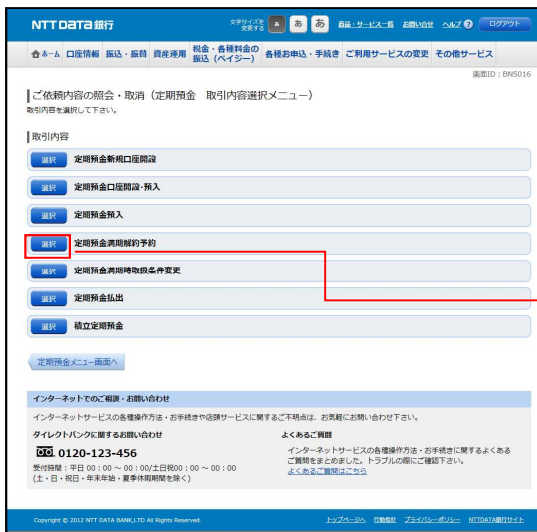 NTT DATA 銀行
文字サイズを
変更する
あ あ あ
商品・サービス一覧 お問い合せ ヘルプ ? ログアウト
ホーム 口座情報 振込・振替 資産運用 税金・各種料金の
振込（ペイジー） 各種お申込・手続き ご利用サービスの変更 その他サービス
画面ID：BNS016
ご依頼内容の照会・取消（定期預金　取引内容選択メニュー）
取引内容を選択して下さい。
取引内容
選択 定期預金新規口座開設
選択 定期預金口座開設・預入
選択 定期預金預入
選択 定期預金満期解約予約
選択 定期預金満期時取扱条件変更
選択 定期預金払出
選択 積立定期預金
定期預金メニュー画面へ
インターネットでのご相談・お問い合わせ
インターネットサービスの各種操作方法・お手続きや店頭サービスに関するご不明点は、お気軽にお問い合わせ下さい。
ダイレクトバンクに関するお問い合わせ
0120-123-456
受付時間：平日 00：00 ～ 00：00/土日祝00：00 ～ 00：00
(土・日・祝日・年末年始・夏季休暇期間を除く)
よくあるご質問
インターネットサービスの各種操作方法・お手続きに関するよくある
ご質問をまとめました。トラブルの際にご確認下さい。
よくあるご質問はこちら
Copyright © 2012 NTT DATA BANK,LTD All Rights Reserved.
トップページへ 行動指針 プライバシーポリシー NTTDATA銀行サイト